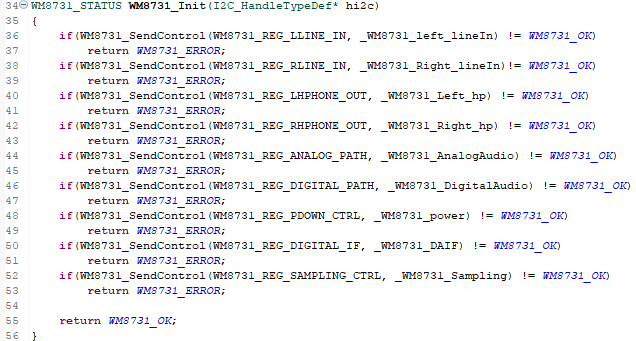 34 WM8731_STATUS WM8731_Init(I2C_HandleTypeDef* hi2c)
35 {
36     if(WM8731_SendControl(WM8731_REG_LLINE_IN, _WM8731_left_lineIn) != WM8731_OK)
37         return WM8731_ERROR;
38     if(WM8731_SendControl(WM8731_REG_RLINE_IN, _WM8731_Right_lineIn)!= WM8731_OK)
39         return WM8731_ERROR;
40     if(WM8731_SendControl(WM8731_REG_LHPHONE_OUT, _WM8731_Left_hp) != WM8731_OK)
41         return WM8731_ERROR;
42     if(WM8731_SendControl(WM8731_REG_RHPHONE_OUT, _WM8731_Right_hp) != WM8731_OK)
43         return WM8731_ERROR;
44     if(WM8731_SendControl(WM8731_REG_ANALOG_PATH, _WM8731_AnalogAudio) != WM8731_OK)
45         return WM8731_ERROR;
46     if(WM8731_SendControl(WM8731_REG_DIGITAL_PATH, _WM8731_DigitalAudio) != WM8731_OK)
47         return WM8731_ERROR;
48     if(WM8731_SendControl(WM8731_REG_PDOWN_CTRL, _WM8731_power) != WM8731_OK)
49         return WM8731_ERROR;
50     if(WM8731_SendControl(WM8731_REG_DIGITAL_IF, _WM8731_DAIF) != WM8731_OK)
51         return WM8731_ERROR;
52     if(WM8731_SendControl(WM8731_REG_SAMPLING_CTRL, _WM8731_Sampling) != WM8731_OK)
53         return WM8731_ERROR;
54
55     return WM8731_OK;
56 }